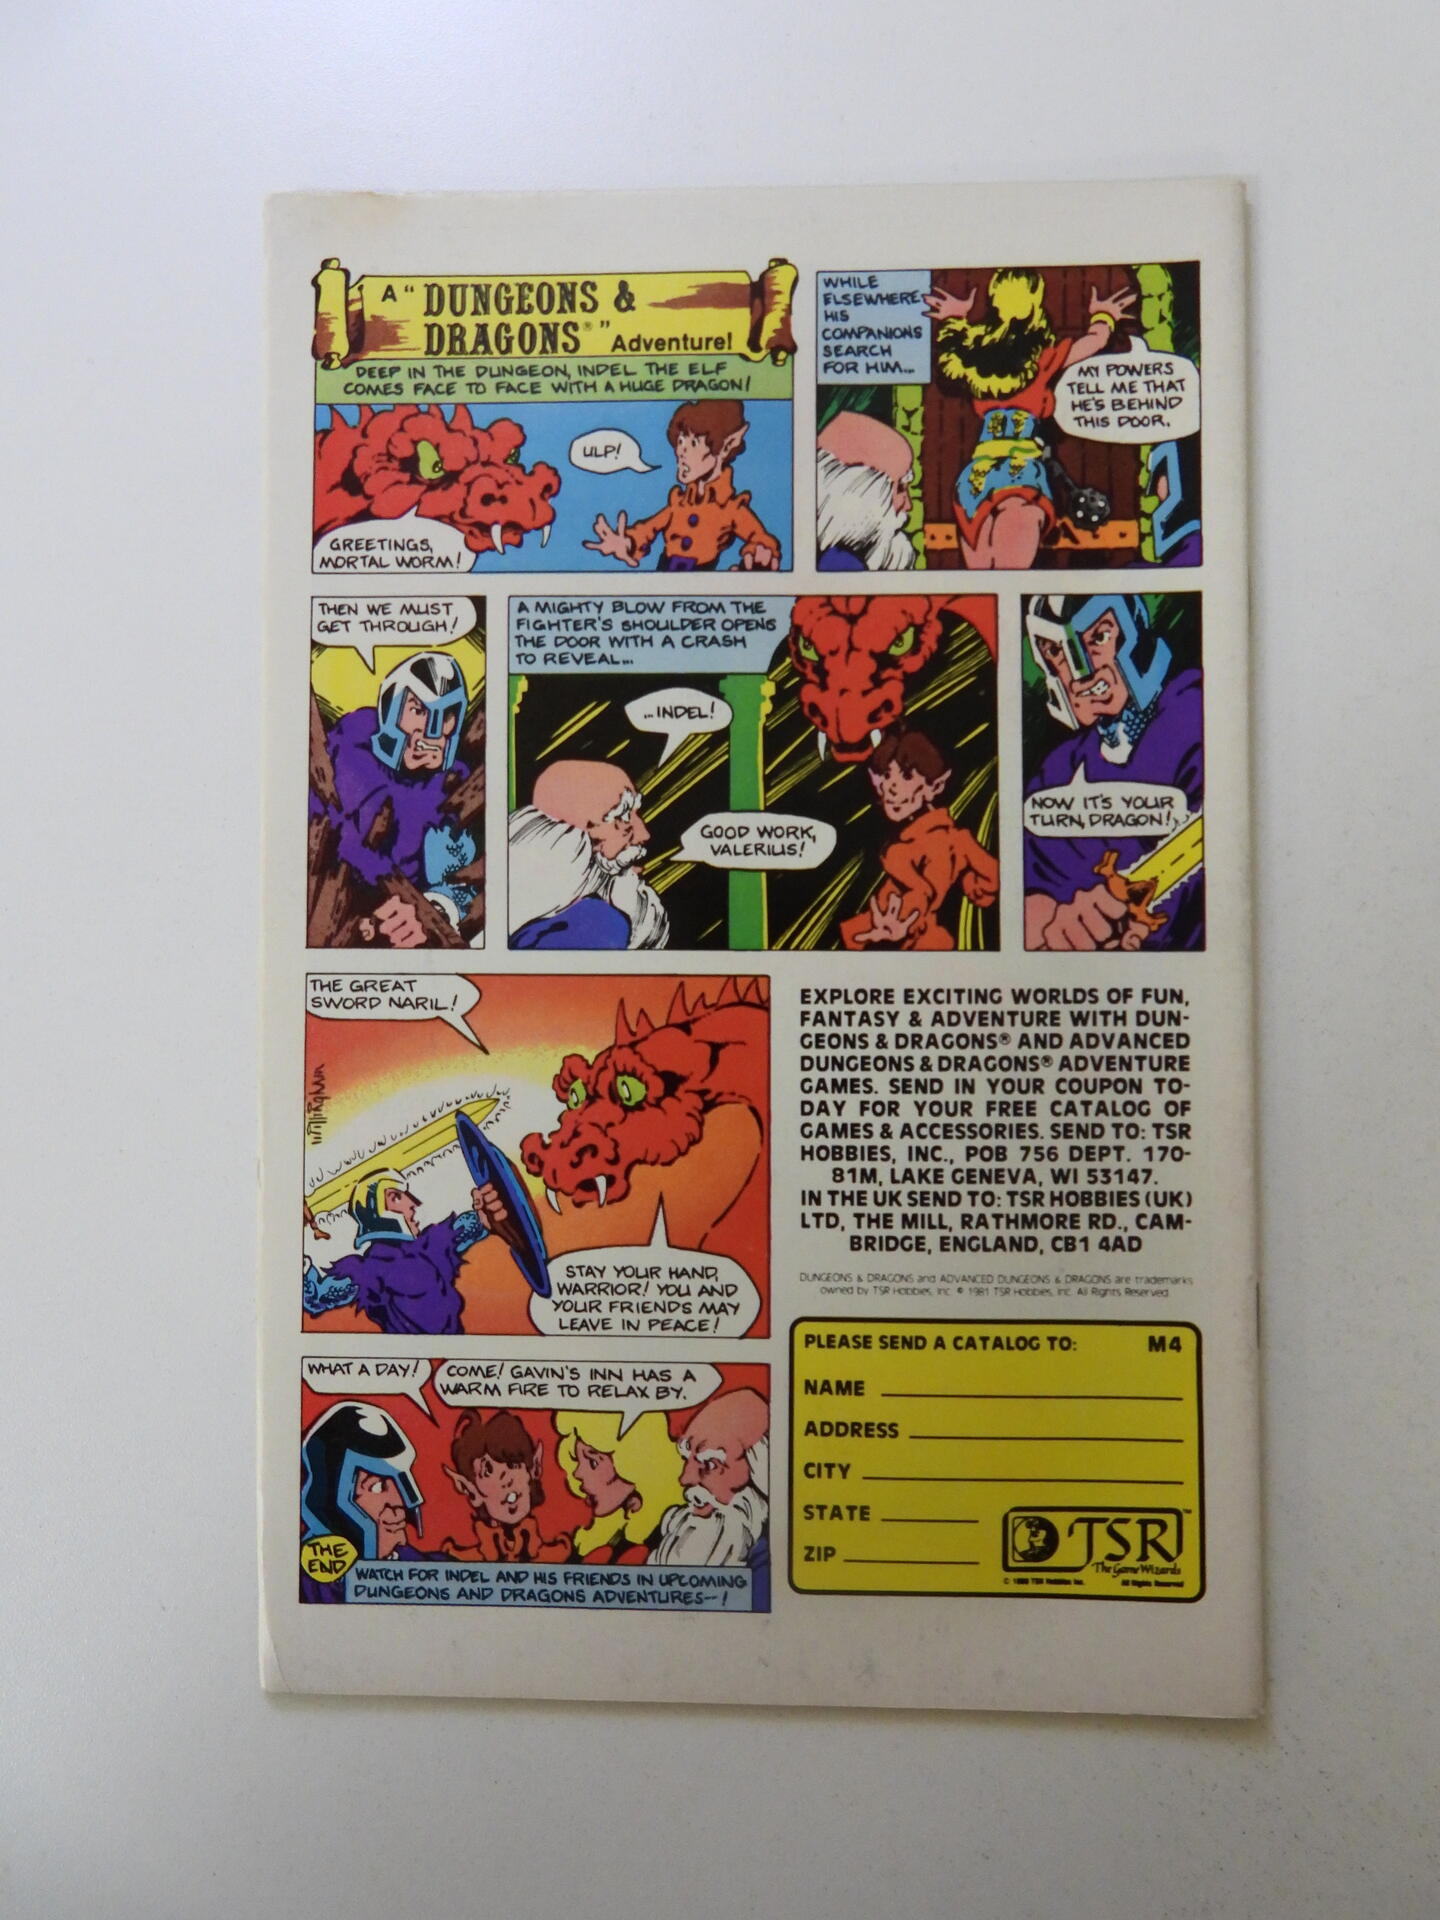 A "DUNGEONS &
DRAGONS®" Adventure!
DEEP IN THE DUNGEON, INDEL THE ELF
COMES FACE TO FACE WITH A HUGE DRAGON!
ULP!
GREETINGS,
MORTAL WORM!
WHILE
ELSEWHERE,
HIS
COMPANIONS
SEARCH
FOR HIM...
MY POWERS
TELL ME THAT
HE'S BEHIND
THIS DOOR.
THEN WE MUST
GET THROUGH!
A MIGHTY BLOW FROM THE
FIGHTER'S SHOULDER OPENS
THE DOOR WITH A CRASH
TO REVEAL...
...INDEL!
GOOD WORK,
VALERIUS!
NOW IT'S YOUR
TURN, DRAGON!
THE GREAT
SWORD NARIL!
Willingham
STAY YOUR HAND,
WARRIOR! YOU AND
YOUR FRIENDS MAY
LEAVE IN PEACE!
WHAT A DAY!
COME! GAVIN'S INN HAS A
WARM FIRE TO RELAX BY.
THE
END
WATCH FOR INDEL AND HIS FRIENDS IN UPCOMING
DUNGEONS AND DRAGONS ADVENTURES--!
EXPLORE EXCITING WORLDS OF FUN,
FANTASY & ADVENTURE WITH DUN-
GEONS & DRAGONS® AND ADVANCED
DUNGEONS & DRAGONS® ADVENTURE
GAMES. SEND IN YOUR COUPON TO-
DAY FOR YOUR FREE CATALOG OF
GAMES & ACCESSORIES. SEND TO: TSR
HOBBIES, INC., POB 756 DEPT. 170-
81M, LAKE GENEVA, WI 53147.
IN THE UK SEND TO: TSR HOBBIES (UK)
LTD, THE MILL, RATHMORE RD., CAM-
BRIDGE, ENGLAND, CB1 4AD
DUNGEONS & DRAGONS and ADVANCED DUNGEONS & DRAGONS are trademarks
owned by TSR Hobbies, Inc. © 1981 TSR Hobbies, Inc. All Rights Reserved.
PLEASE SEND A CATALOG TO: M4
NAME
ADDRESS
CITY
STATE
ZIP
TSR™
The Game Wizards
© 1980 TSR Hobbies Inc. All Rights Reserved